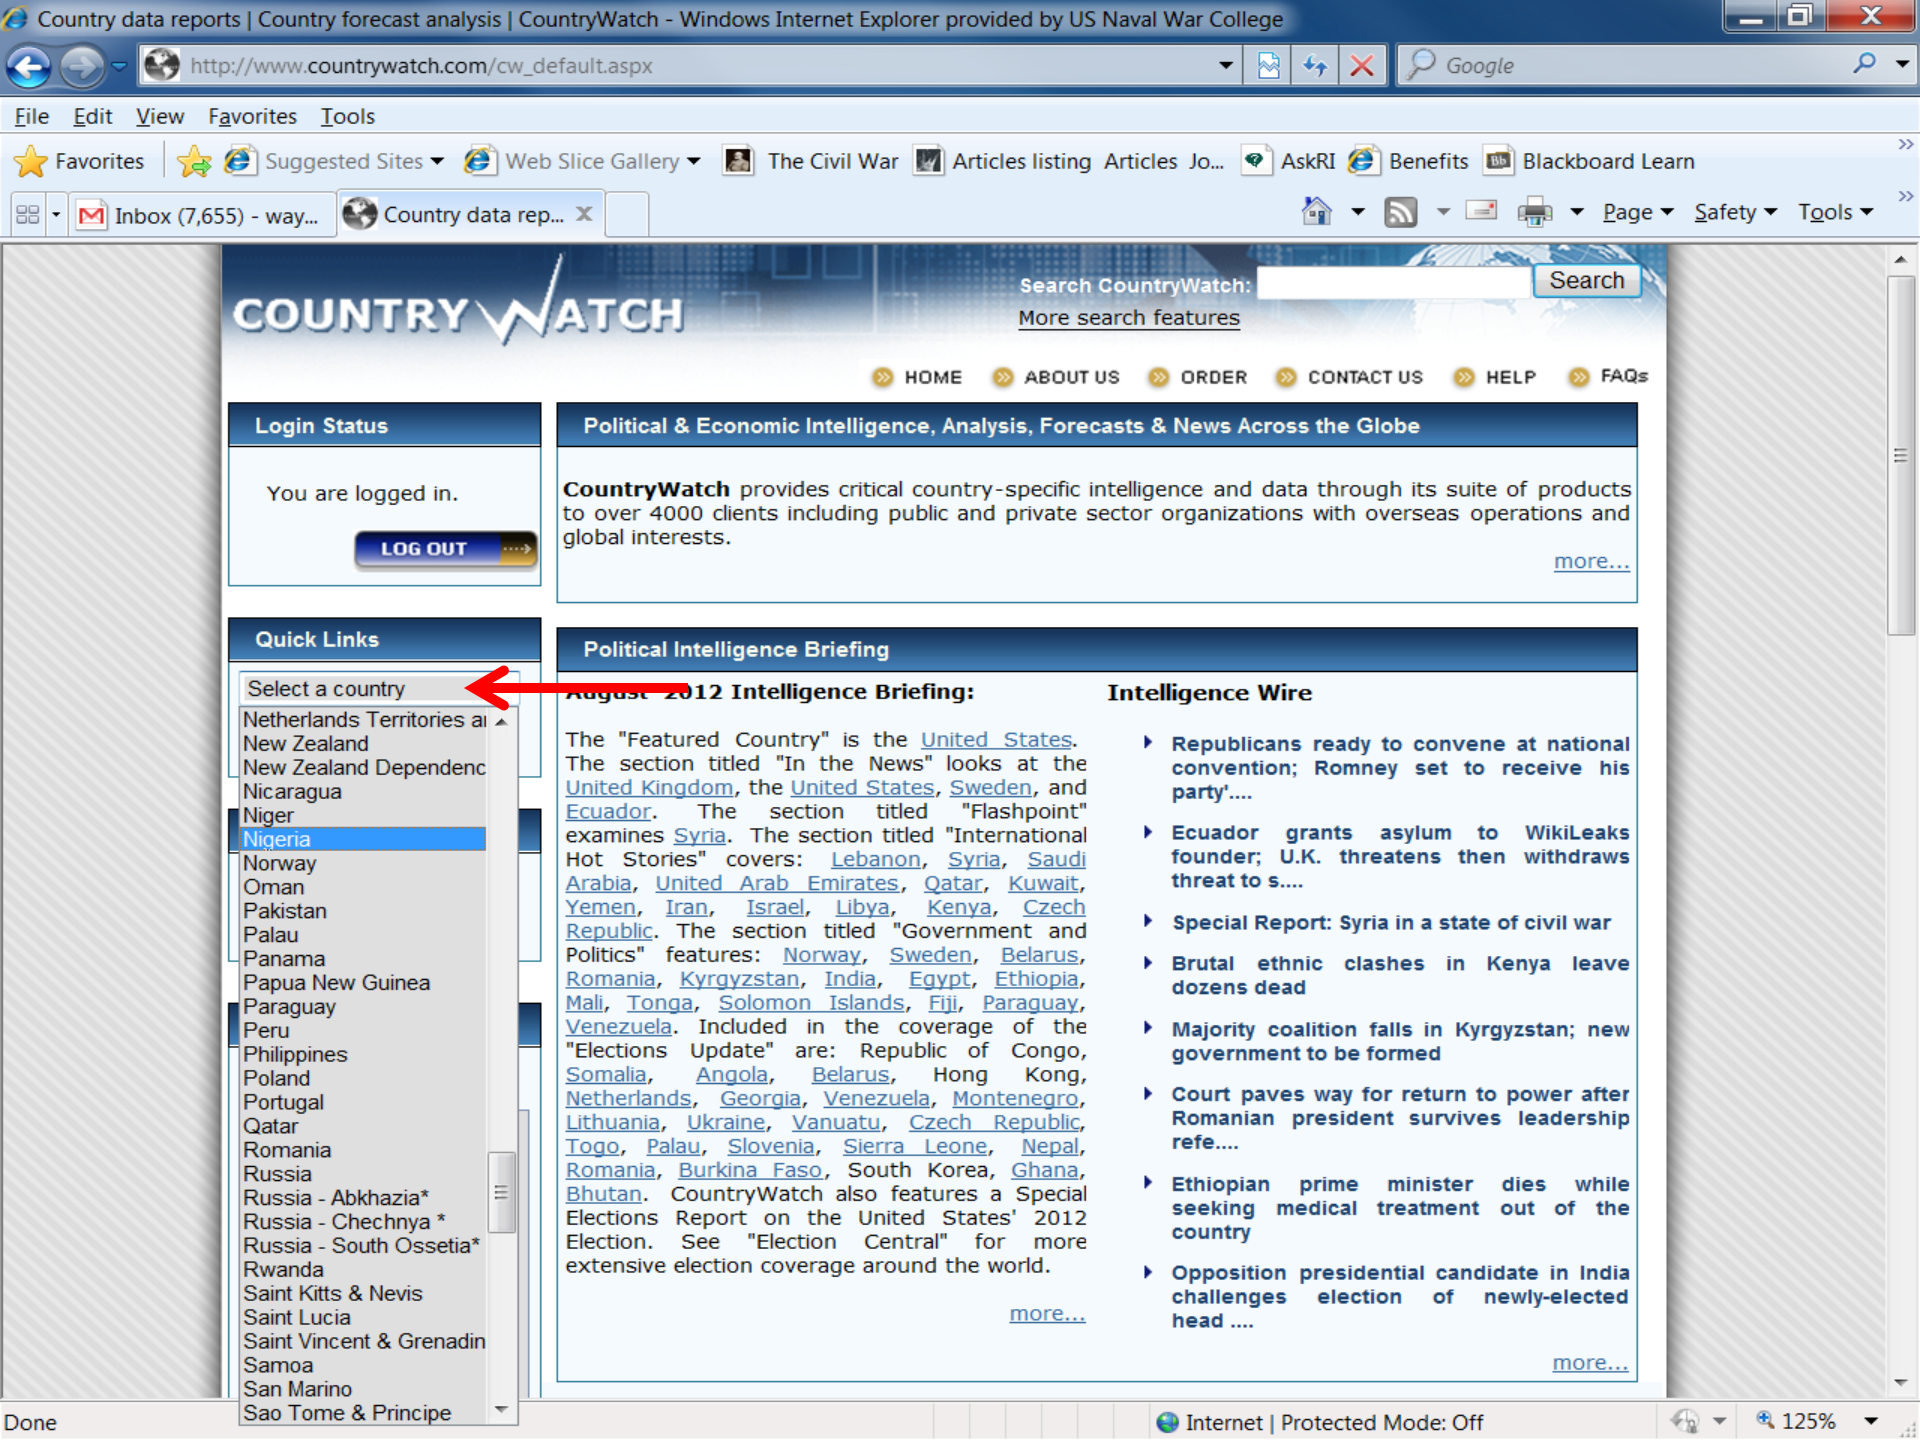 Country data reports | Country forecast analysis | CountryWatch - Windows Internet Explorer provided by US Naval War College
http://www.countrywatch.com/cw_default.aspx
Google
File Edit View Favorites Tools
Favorites Suggested Sites Web Slice Gallery The Civil War Articles listing Articles Jo... AskRI Benefits Blackboard Learn
Inbox (7,655) - way... Country data rep... Page Safety Tools
COUNTRYWATCH
Search CountryWatch: Search
More search features
HOME ABOUT US ORDER CONTACT US HELP FAQs
Login Status
You are logged in.
LOG OUT
Political & Economic Intelligence, Analysis, Forecasts & News Across the Globe
CountryWatch provides critical country-specific intelligence and data through its suite of products
to over 4000 clients including public and private sector organizations with overseas operations and
global interests.
more...
Quick Links
Select a country
Netherlands Territories ar
New Zealand
New Zealand Dependenc
Nicaragua
Niger
Nigeria
Norway
Oman
Pakistan
Palau
Panama
Papua New Guinea
Paraguay
Peru
Philippines
Poland
Portugal
Qatar
Romania
Russia
Russia - Abkhazia*
Russia - Chechnya *
Russia - South Ossetia*
Rwanda
Saint Kitts & Nevis
Saint Lucia
Saint Vincent & Grenadin
Samoa
San Marino
Sao Tome & Principe
Political Intelligence Briefing
August 2012 Intelligence Briefing:
The "Featured Country" is the United States.
The section titled "In the News" looks at the
United Kingdom, the United States, Sweden, and
Ecuador. The section titled "Flashpoint"
examines Syria. The section titled "International
Hot Stories" covers: Lebanon, Syria, Saudi
Arabia, United Arab Emirates, Qatar, Kuwait,
Yemen, Iran, Israel, Libya, Kenya, Czech
Republic. The section titled "Government and
Politics" features: Norway, Sweden, Belarus,
Romania, Kyrgyzstan, India, Egypt, Ethiopia,
Mali, Tonga, Solomon Islands, Fiji, Paraguay,
Venezuela. Included in the coverage of the
"Elections Update" are: Republic of Congo,
Somalia, Angola, Belarus, Hong Kong,
Netherlands, Georgia, Venezuela, Montenegro,
Lithuania, Ukraine, Vanuatu, Czech Republic,
Togo, Palau, Slovenia, Sierra Leone, Nepal,
Romania, Burkina Faso, South Korea, Ghana,
Bhutan. CountryWatch also features a Special
Elections Report on the United States' 2012
Election. See "Election Central" for more
extensive election coverage around the world.
more...
Intelligence Wire
Republicans ready to convene at national
convention; Romney set to receive his
party'....
Ecuador grants asylum to WikiLeaks
founder; U.K. threatens then withdraws
threat to s....
Special Report: Syria in a state of civil war
Brutal ethnic clashes in Kenya leave
dozens dead
Majority coalition falls in Kyrgyzstan; new
government to be formed
Court paves way for return to power after
Romanian president survives leadership
refe....
Ethiopian prime minister dies while
seeking medical treatment out of the
country
Opposition presidential candidate in India
challenges election of newly-elected
head ....
more...
Done Internet | Protected Mode: Off 125%